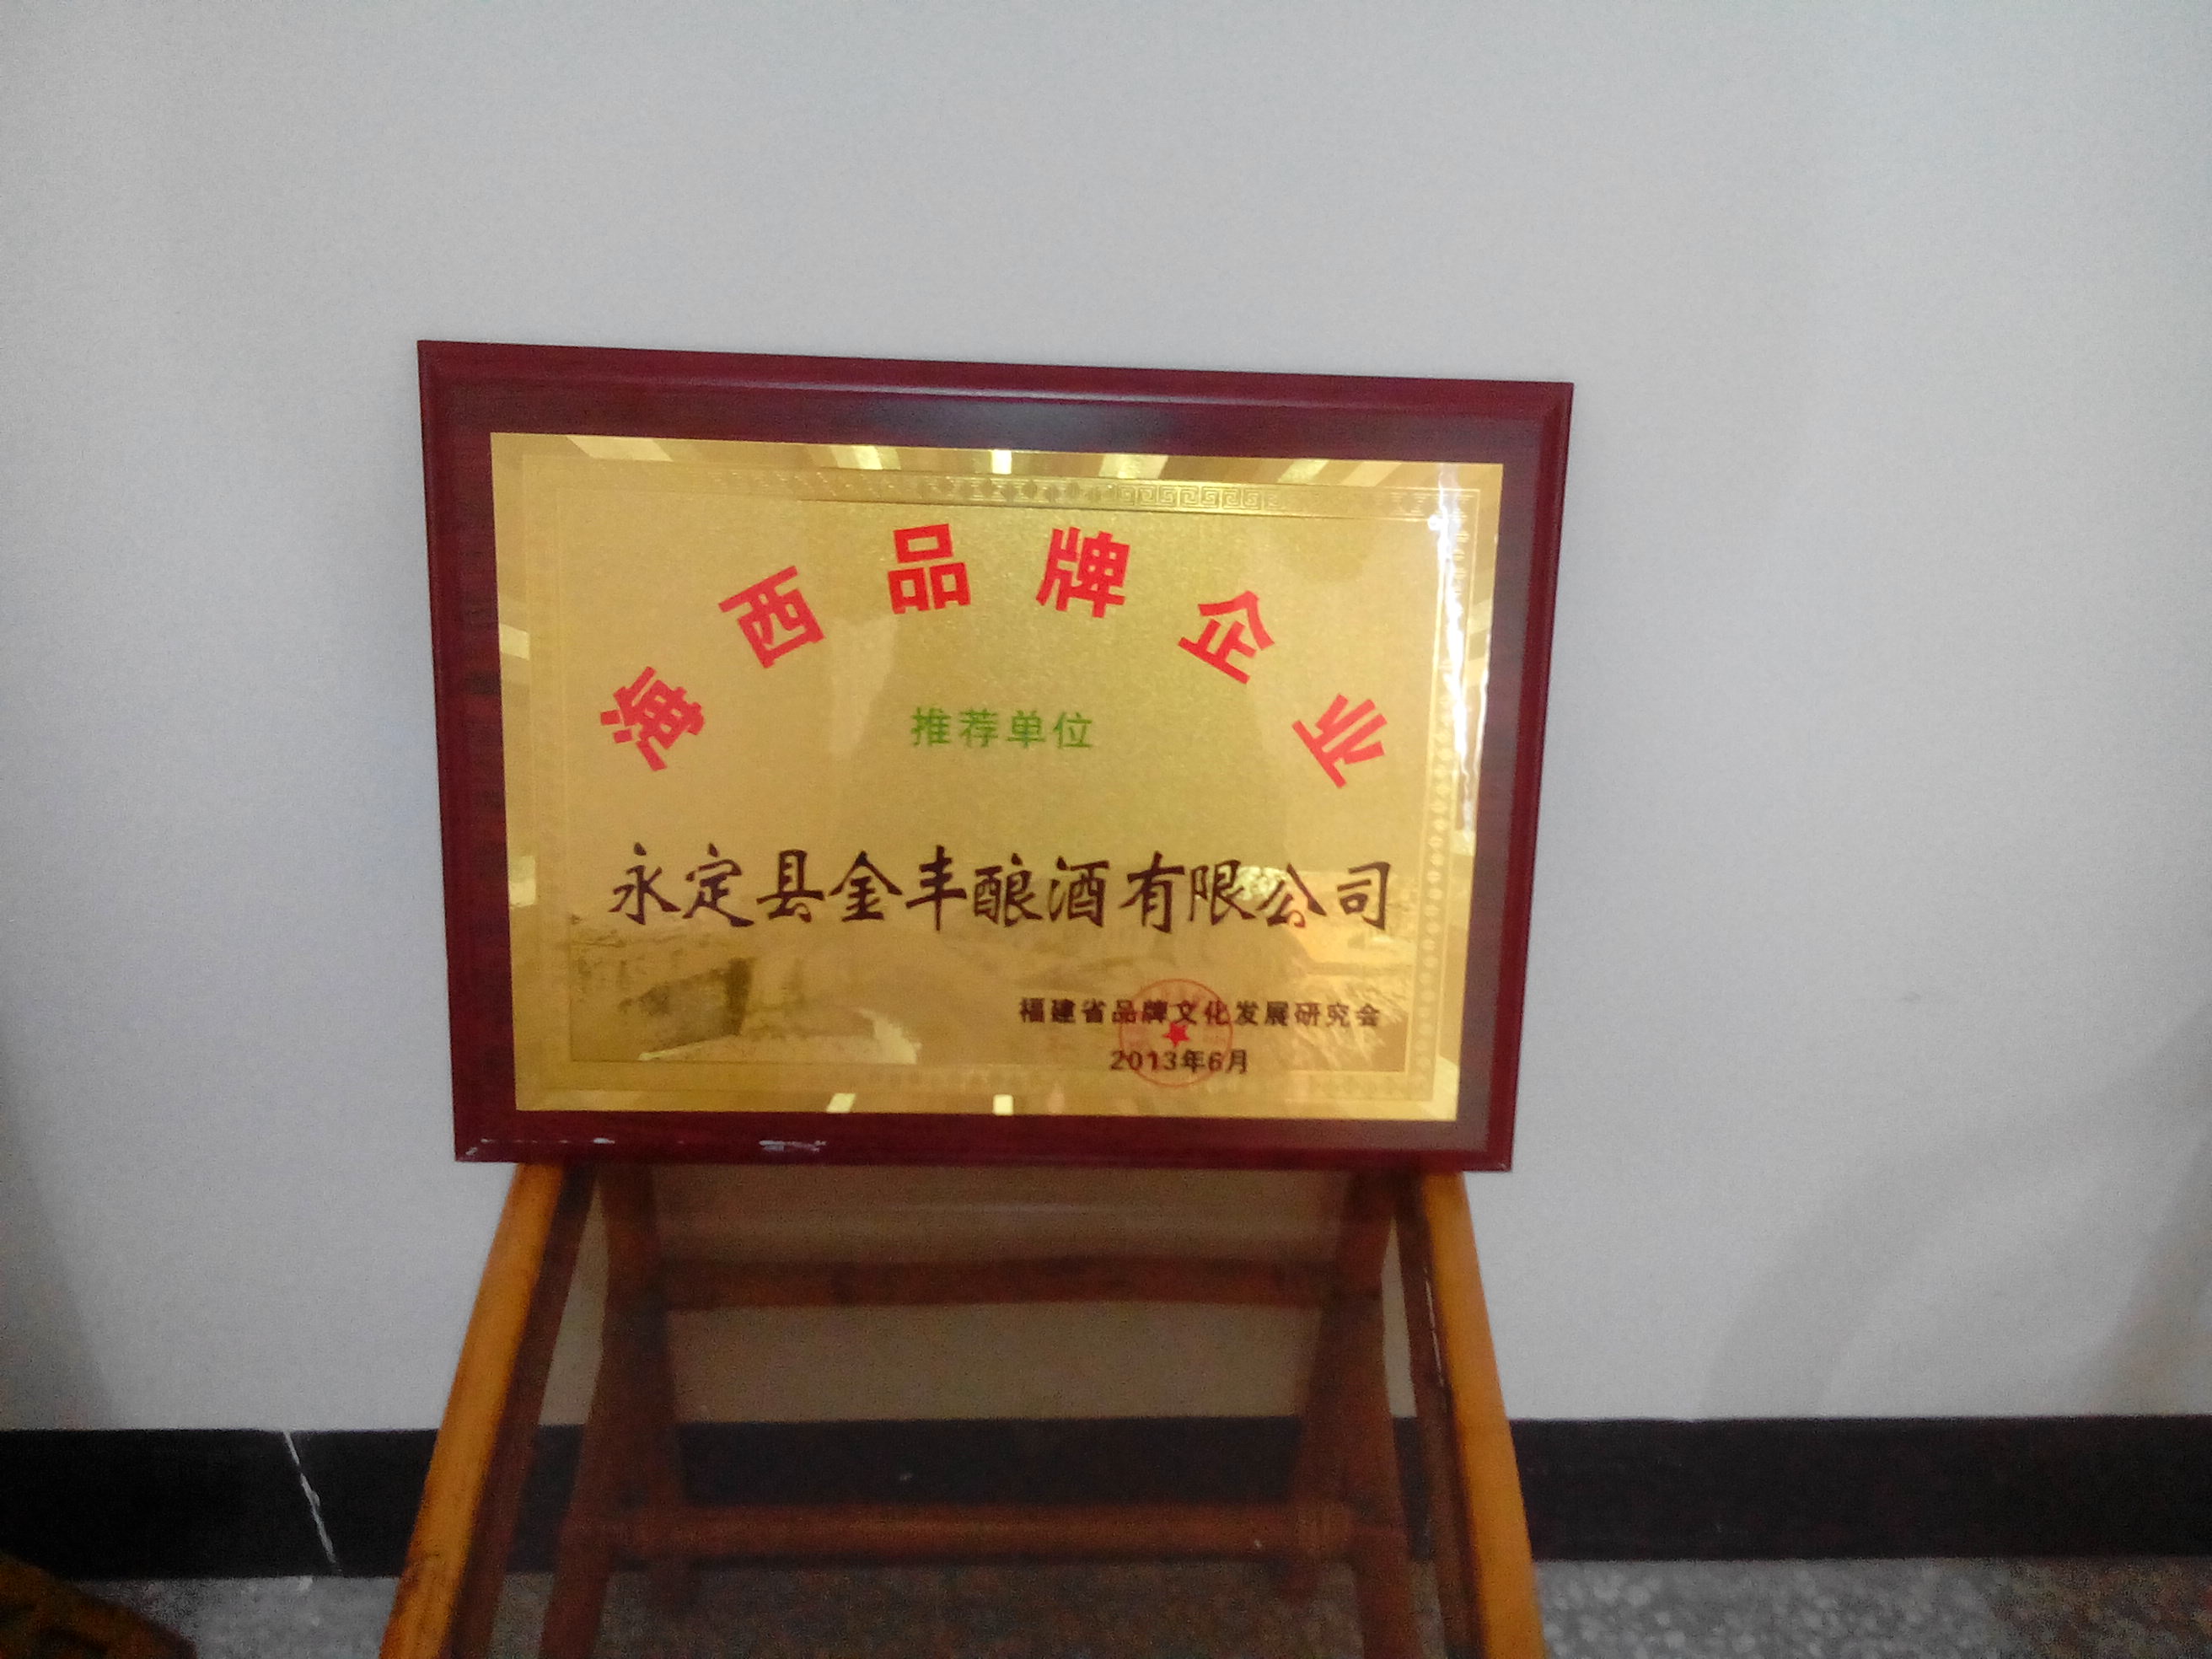 海西品牌企业
推荐单位
永定县金丰酿酒有限公司
福建省品牌文化发展研究会
2013年6月